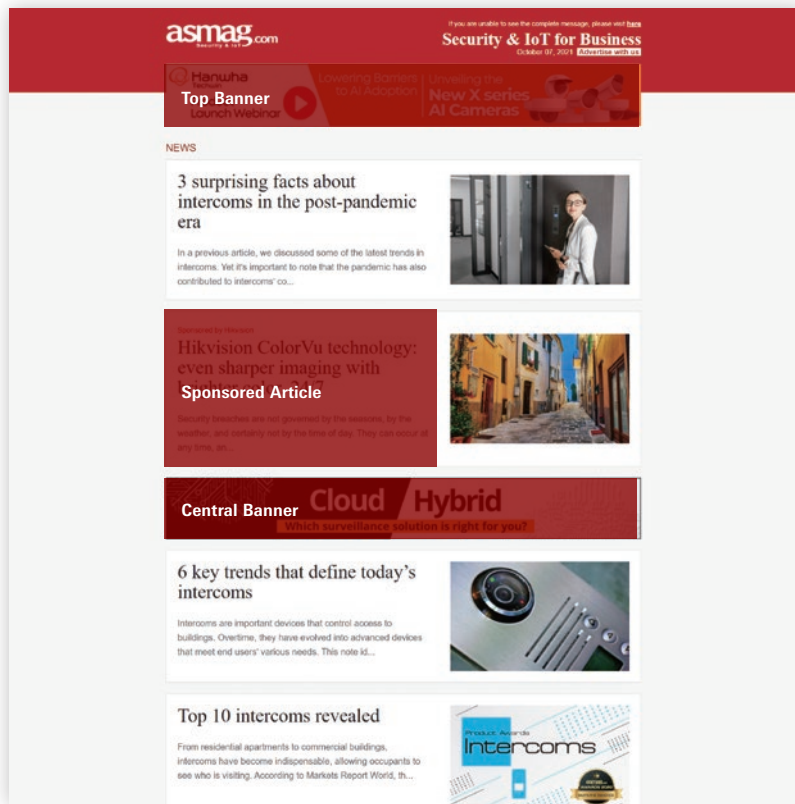 If you are unable to see the complete message, please visit here
asmag.com
Security & IoT
Security & IoT for Business
October 07, 2021 Advertise with us
Hanwha
Techwin
Launch Webinar
Lowering Barriers
to AI Adoption
Unveiling the
New X series
AI Cameras
Top Banner
NEWS
3 surprising facts about
intercoms in the post-pandemic
era
In a previous article, we discussed some of the latest trends in
intercoms. Yet it's important to note that the pandemic has also
contributed to intercoms' co...
Sponsored by Hikvision
Hikvision ColorVu technology:
even sharper imaging with
brighter color, 24/7
Sponsored Article
Security breaches are not governed by the seasons, by the
weather, and certainly not by the time of day. They can occur at
any time, an...
Cloud Hybrid
Central Banner
Which surveillance solution is right for you?
6 key trends that define today's
intercoms
Intercoms are important devices that control access to
buildings. Overtime, they have evolved into advanced devices
that meet end users' various needs. This note id...
Top 10 intercoms revealed
From residential apartments to commercial buildings,
intercoms have become indispensable, allowing occupants to
see who is visiting. According to Markets Report World, th...
Product Awards
Intercoms